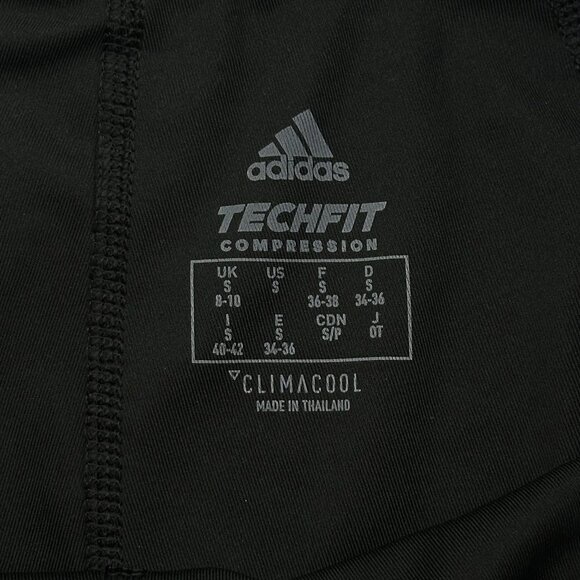 adidas
TECHFIT
COMPRESSION
UK US F D
S S S S
8-10 36-38 34-36
I E CDN J
S S S/P OT
40-42 34-36
CLIMACOOL
MADE IN THAILAND